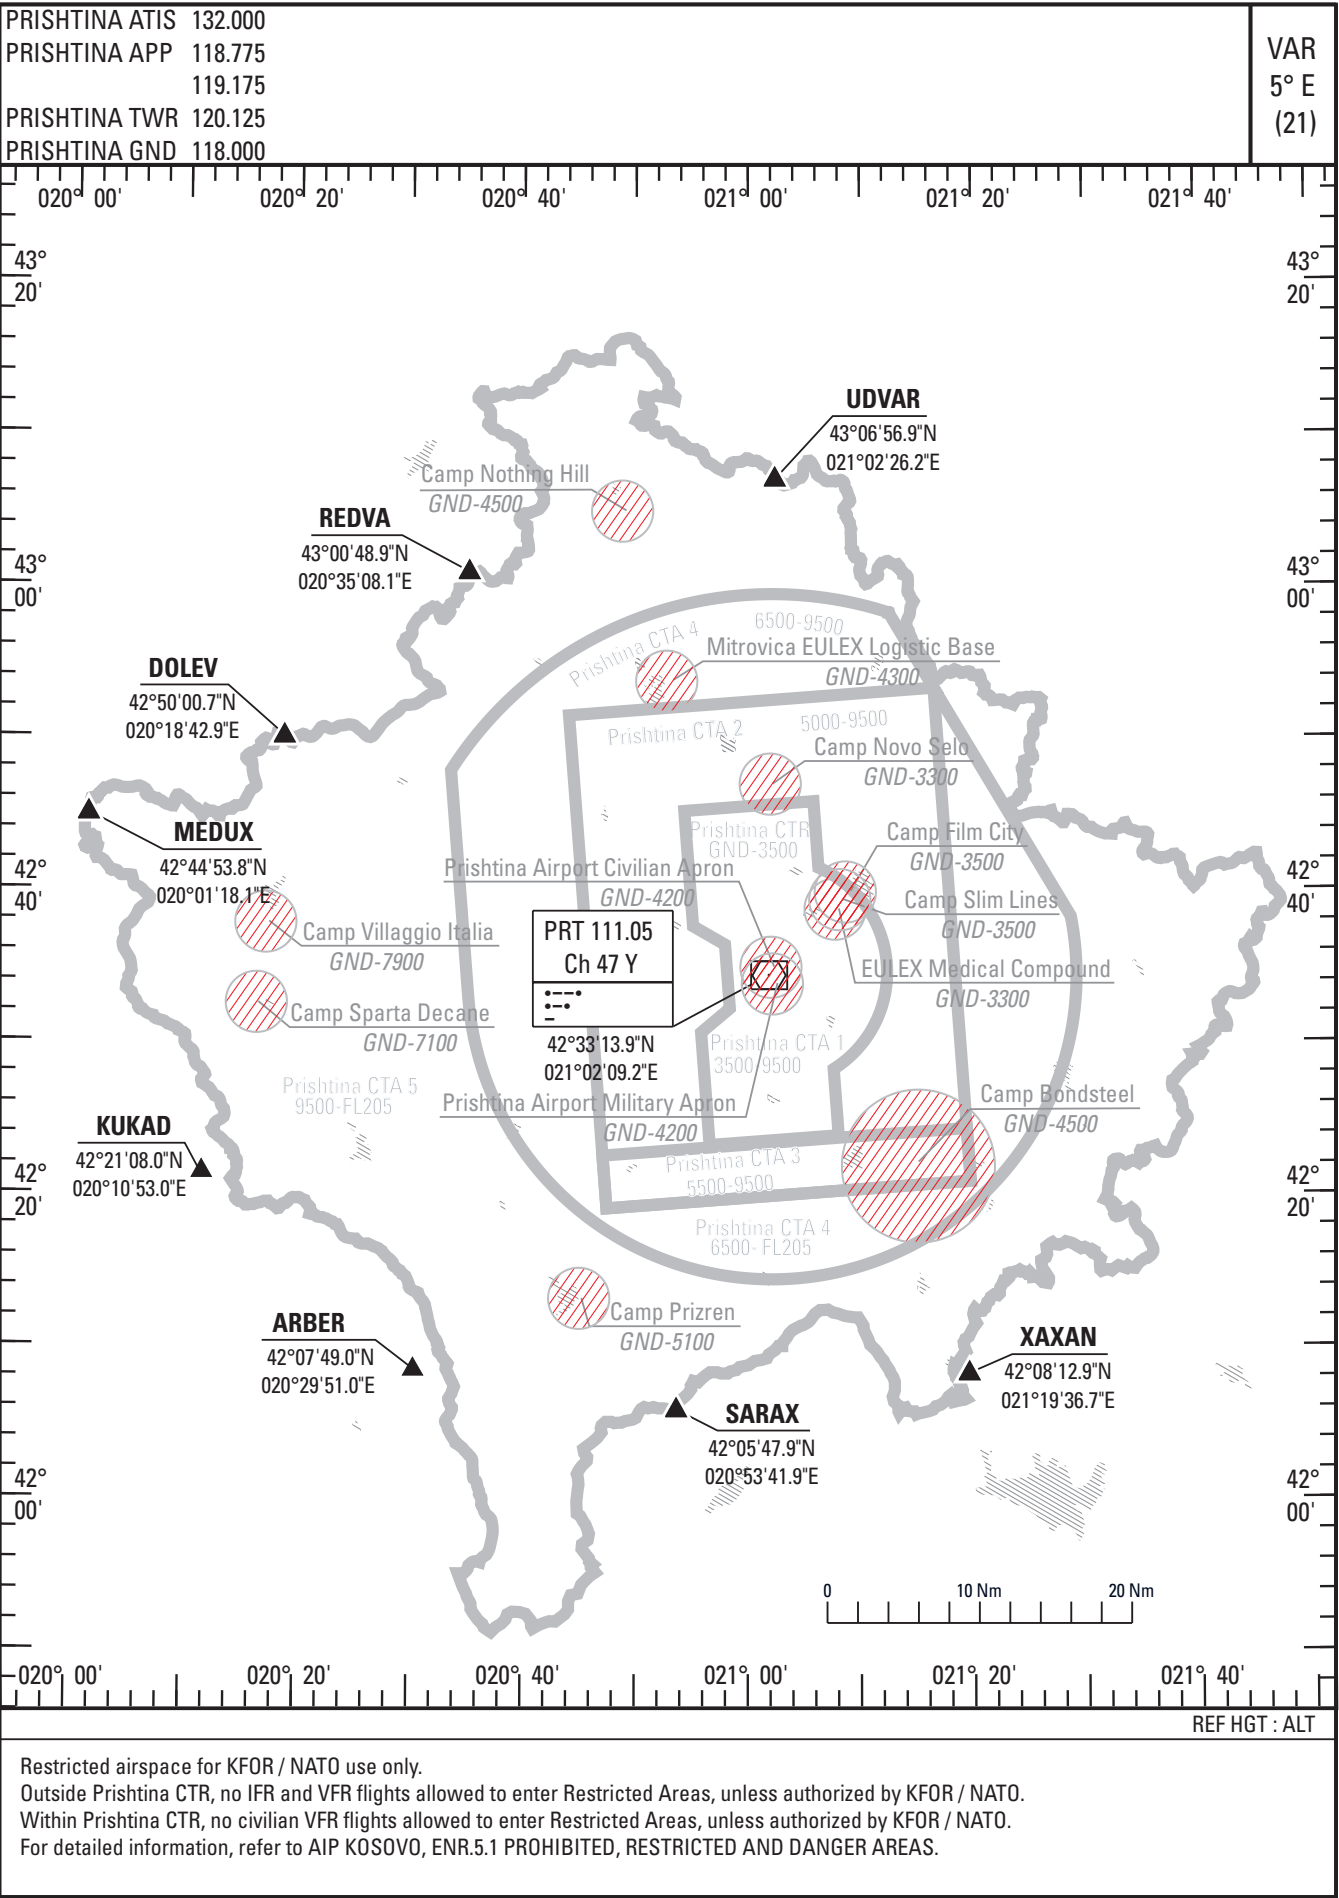 PRISHTINA ATIS 132.000
PRISHTINA APP 118.775
119.175
PRISHTINA TWR 120.125
PRISHTINA GND 118.000
VAR
5° E
(21)
020° 00' 020° 20' 020° 40' 021° 00' 021° 20' 021° 40'
43°
20'
43°
20'
UDVAR
43°06'56.9"N
021°02'26.2"E
Camp Nothing Hill
GND-4500
REDVA
43°00'48.9"N
020°35'08.1"E
43°
00'
43°
00'
6500-9500
Prishtina CTA 4
Mitrovica EULEX Logistic Base
GND-4300
DOLEV
42°50'00.7"N
020°18'42.9"E
5000-9500
Prishtina CTA 2
Camp Novo Selo
GND-3300
MEDUX
42°44'53.8"N
020°01'18.1"E
Prishtina CTR
GND-3500
Camp Film City
GND-3500
42°
40'
42°
40'
Prishtina Airport Civilian Apron
GND-4200
Camp Slim Lines
GND-3500
Camp Villaggio Italia
GND-7900
PRT 111.05
Ch 47 Y
EULEX Medical Compound
GND-3300
Camp Sparta Decane
GND-7100
42°33'13.9"N
021°02'09.2"E
Prishtina CTA 1
3500-9500
Prishtina CTA 5
9500-FL205
Prishtina Airport Military Apron
GND-4200
Camp Bondsteel
GND-4500
KUKAD
42°21'08.0"N
020°10'53.0"E
Prishtina CTA 3
5500-9500
42°
20'
42°
20'
Prishtina CTA 4
6500- FL205
Camp Prizren
GND-5100
ARBER
42°07'49.0"N
020°29'51.0"E
XAXAN
42°08'12.9"N
021°19'36.7"E
SARAX
42°05'47.9"N
020°53'41.9"E
42°
00'
42°
00'
0 10 Nm 20 Nm
020° 00' 020° 20' 020° 40' 021° 00' 021° 20' 021° 40'
REF HGT : ALT
Restricted airspace for KFOR / NATO use only.
Outside Prishtina CTR, no IFR and VFR flights allowed to enter Restricted Areas, unless authorized by KFOR / NATO.
Within Prishtina CTR, no civilian VFR flights allowed to enter Restricted Areas, unless authorized by KFOR / NATO.
For detailed information, refer to AIP KOSOVO, ENR.5.1 PROHIBITED, RESTRICTED AND DANGER AREAS.